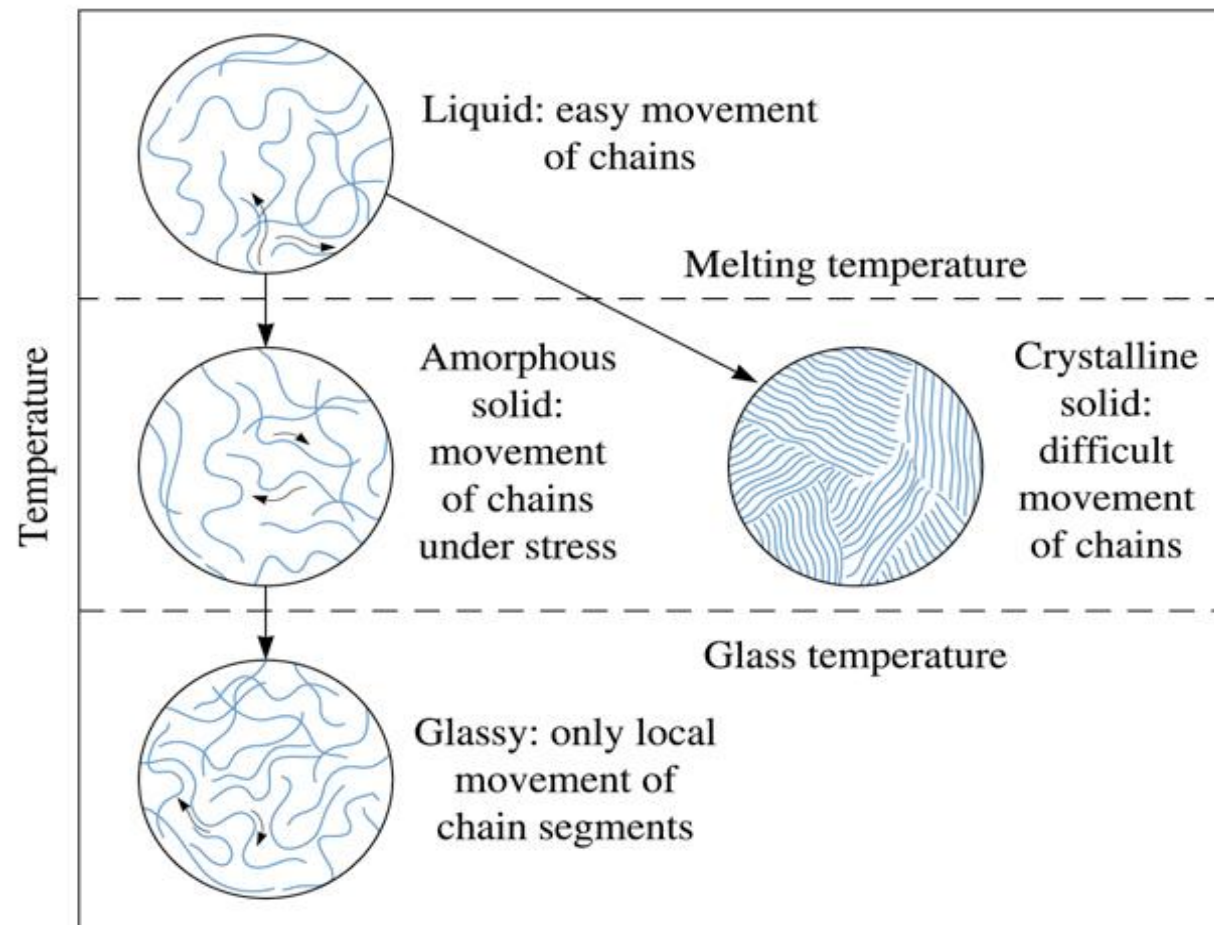 Temperature
Liquid: easy movement
of chains
Melting temperature
Amorphous
solid:
movement
of chains
under stress
Crystalline
solid:
difficult
movement
of chains
Glass temperature
Glassy: only local
movement of
chain segments